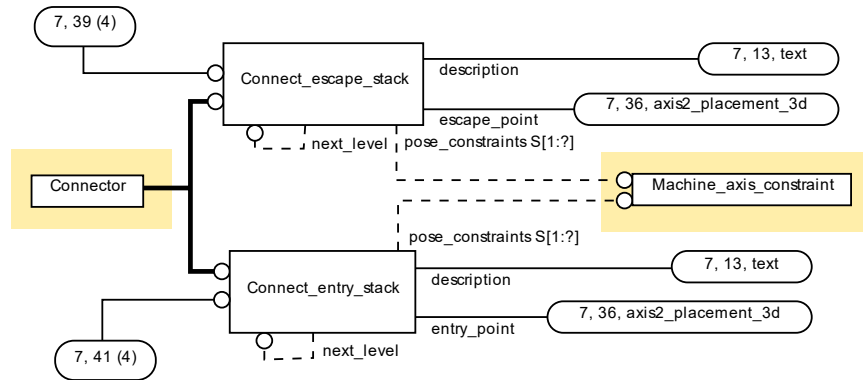 7, 39 (4)
Connect_escape_stack
description
7, 13, text
escape_point
7, 36, axis2_placement_3d
next_level
pose_constraints S[1:?]
Connector
Machine_axis_constraint
pose_constraints S[1:?]
Connect_entry_stack
description
7, 13, text
entry_point
7, 36, axis2_placement_3d
next_level
7, 41 (4)